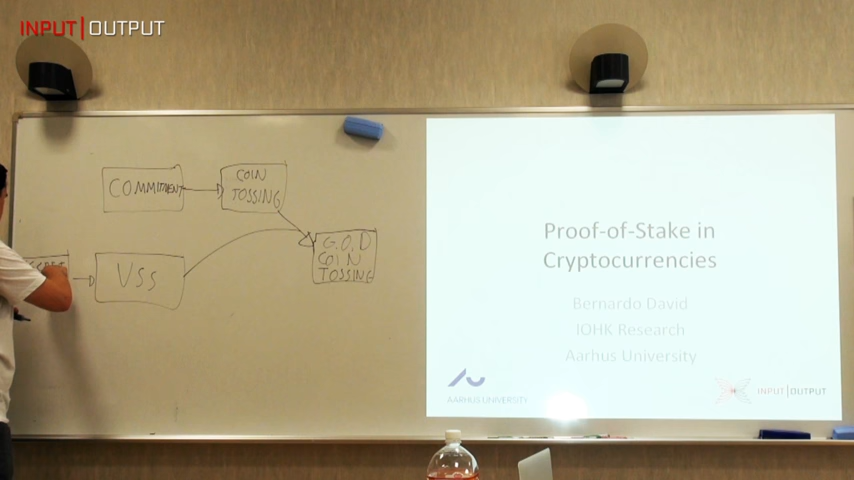 INPUT|OUTPUT
COMMITMENT
COIN
TOSSING
G.O.D
COIN
TOSSING
VSS
Proof-of-Stake in
Cryptocurrencies
Bernardo David
IOHK Research
Aarhus University
AARHUS UNIVERSITY
INPUT|OUTPUT